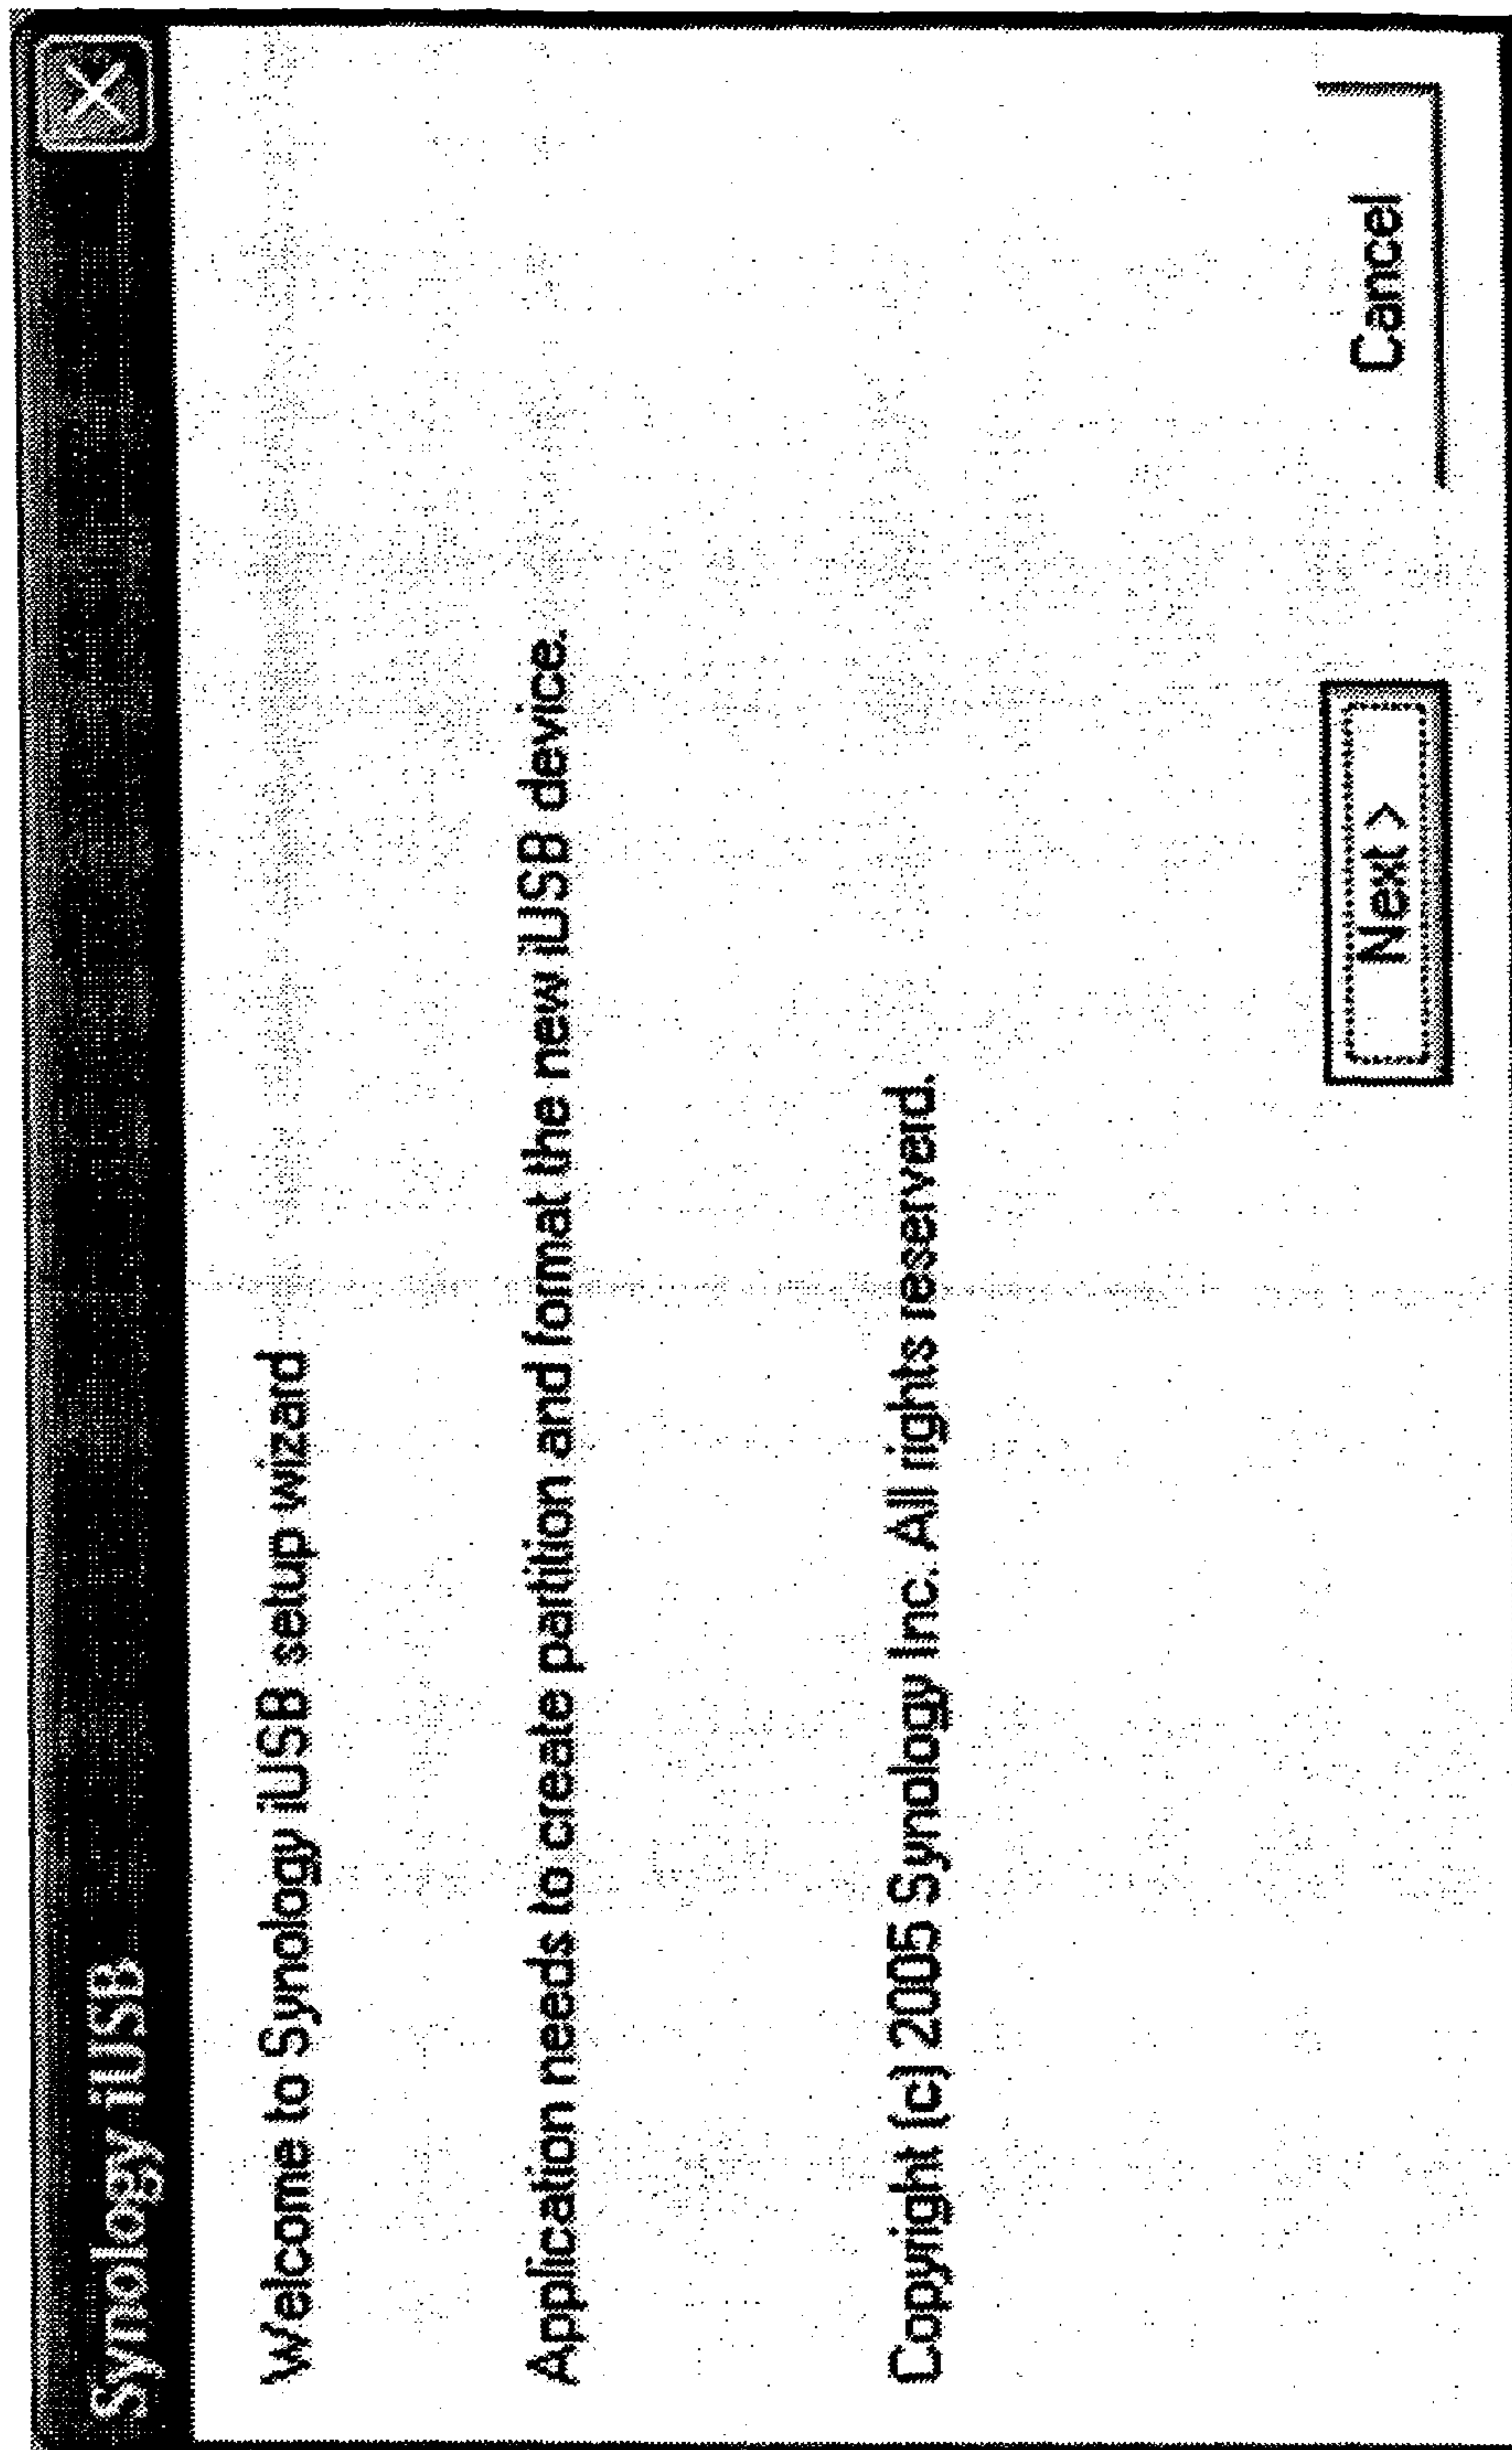 Synology iUSB
Welcome to Synology iUSB setup wizard
Application needs to create partition and format the new iUSB device.
Copyright (c) 2005 Synology Inc. All rights reserverd.
Next >
Cancel